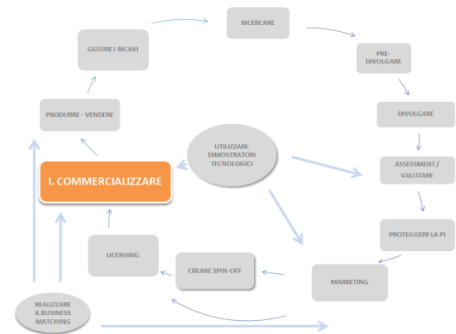 RICERCARE
GESTIRE I RICAVI
PRE-
DIVULGARE
PRODURRE - VENDERE
DIVULGARE
UTILIZZARE
DIMOSTRATORI
TECNOLOGICI
ASSESSMENT/
VALUTARE
I. COMMERCIALIZZARE
PROTEGGERE LA PI
LICENSING
CREARE SPIN-OFF
MARKETING
REALIZZARE
IL BUSINESS
MATCHING